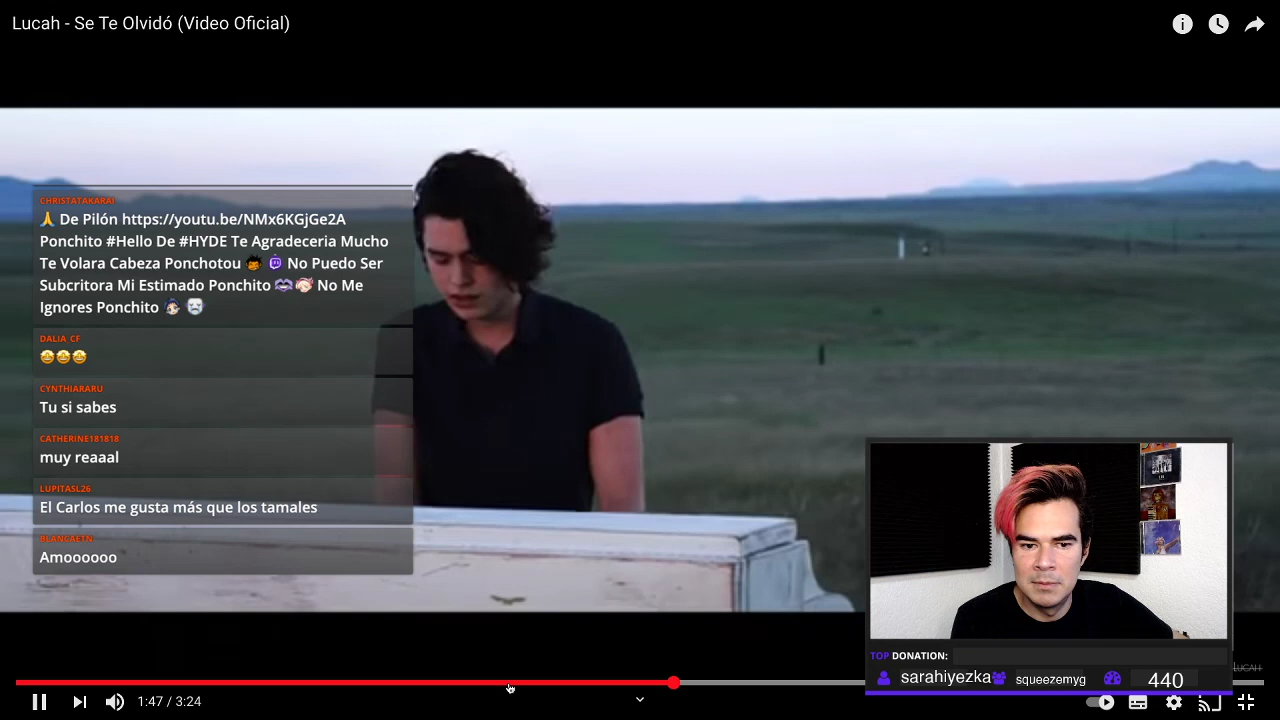 Lucah - Se Te Olvidó (Video Oficial)
CHRISTATAKARAI
🙏 De Pilón https://youtu.be/NMx6KGjGe2A
Ponchito #Hello De #HYDE Te Agradeceria Mucho
Te Volara Cabeza Ponchotou No Puedo Ser
Subcritora Mi Estimado Ponchito No Me
Ignores Ponchito
DALIA_CF
🤩🤩🤩
CYNTHIARARU
Tu si sabes
CATHERINE181818
muy reaaal
LUPITASL26
El Carlos me gusta más que los tamales
BLANCAETN
Amoooooo
TOP DONATION:
LUCAH
sarahiyezka squeezemyg 440
1:47 / 3:24